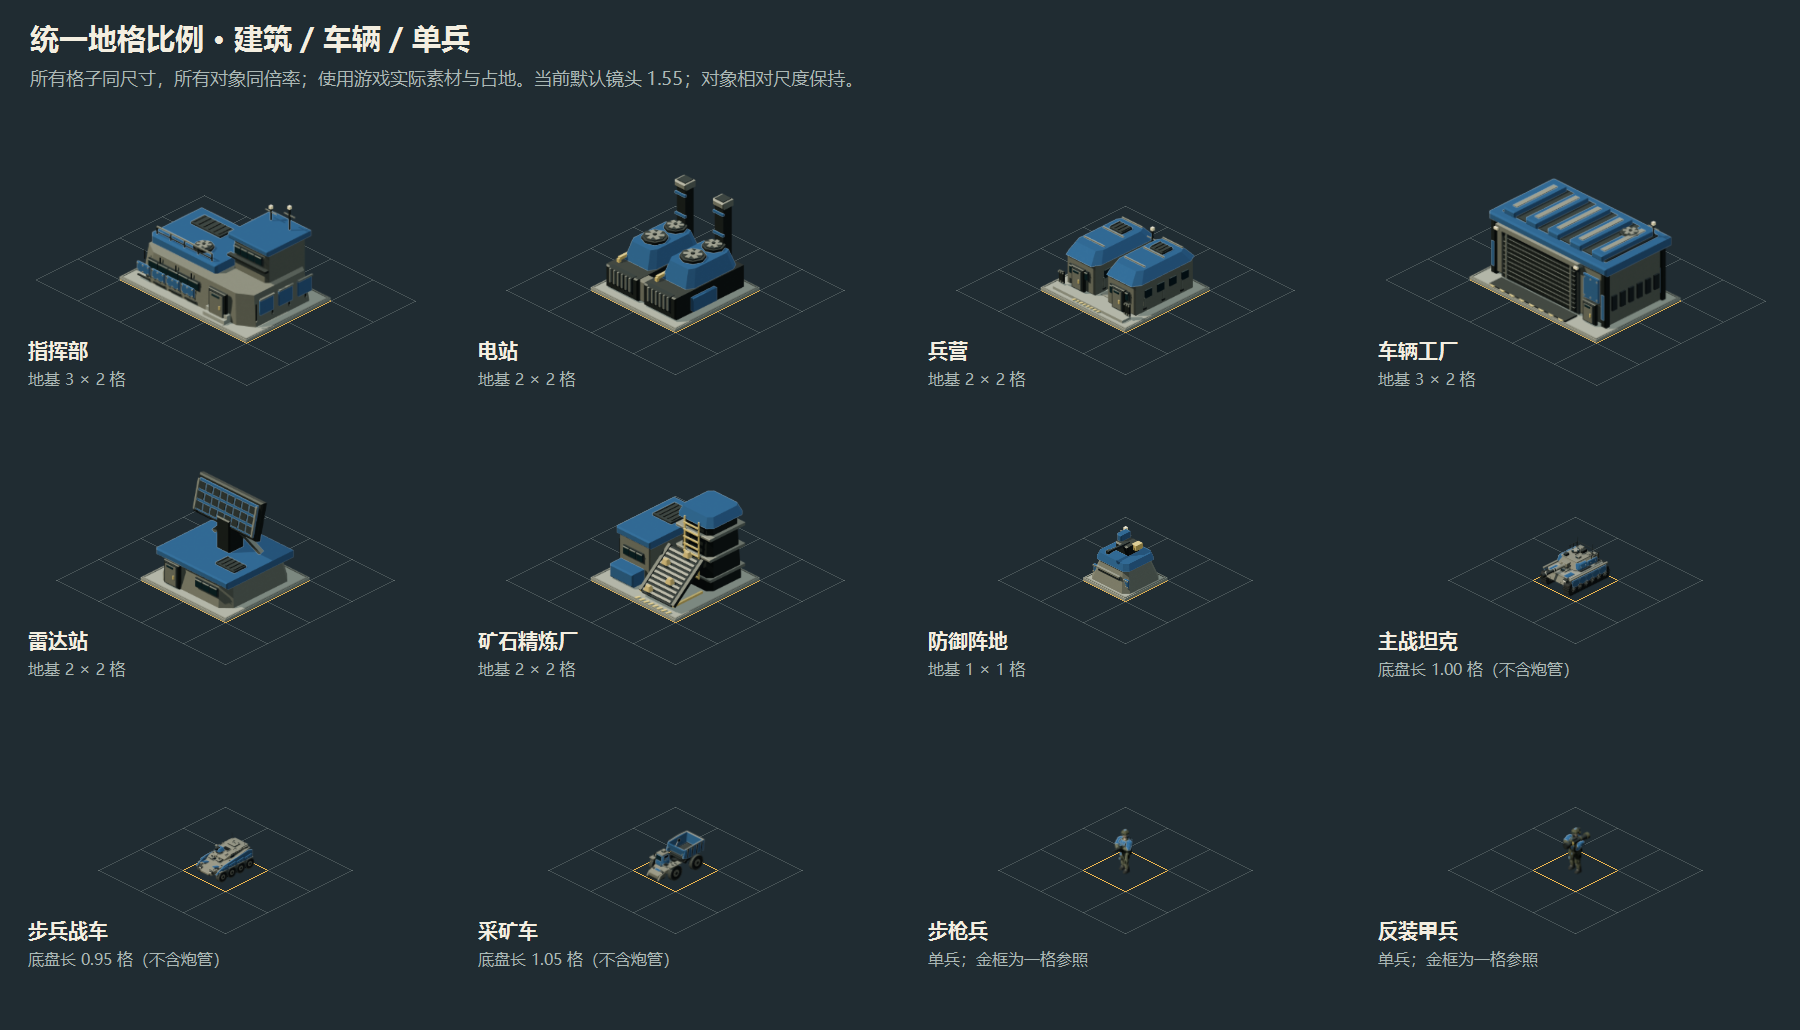 统一地格比例 • 建筑 / 车辆 / 单兵
所有格子同尺寸，所有对象同倍率；使用游戏实际素材与占地。当前默认镜头 1.55；对象相对尺度保持。
指挥部
地基 3 × 2 格
电站
地基 2 × 2 格
兵营
地基 2 × 2 格
车辆工厂
地基 3 × 2 格
雷达站
地基 2 × 2 格
矿石精炼厂
地基 2 × 2 格
防御阵地
地基 1 × 1 格
主战坦克
底盘长 1.00 格（不含炮管）
步兵战车
底盘长 0.95 格（不含炮管）
采矿车
底盘长 1.05 格（不含炮管）
步枪兵
单兵；金框为一格参照
反装甲兵
单兵；金框为一格参照